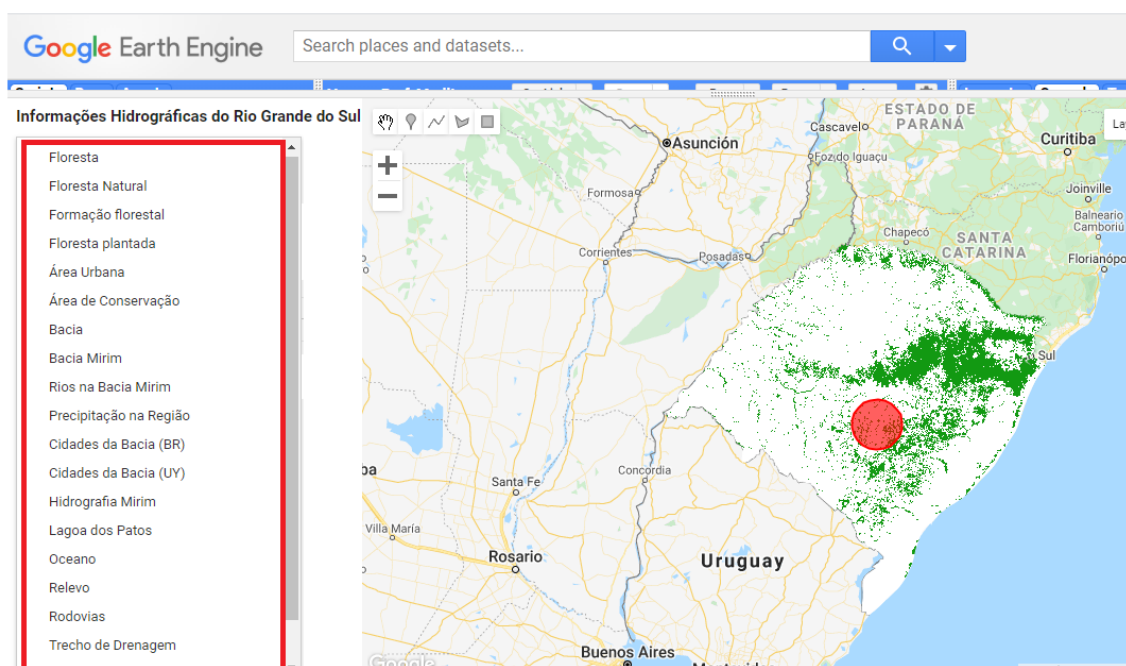 Google Earth Engine
Search places and datasets...
Informações Hidrográficas do Rio Grande do Sul
Floresta
Floresta Natural
Formação florestal
Floresta plantada
Área Urbana
Área de Conservação
Bacia
Bacia Mirim
Rios na Bacia Mirim
Precipitação na Região
Cidades da Bacia (BR)
Cidades da Bacia (UY)
Hidrografia Mirim
Lagoa dos Patos
Oceano
Relevo
Rodovias
Trecho de Drenagem
ESTADO DE
PARANÁ
Cascavel
Asunción
Curitiba
Foz do Iguaçu
Formosa
Joinville
Balneario
Camboriú
Chapecó
SANTA
CATARINA
Corrientes
Posadas
Florianópo
Sul
ba
Concordia
Santa Fe
Villa María
Rosario
Uruguay
Buenos Aires
Google